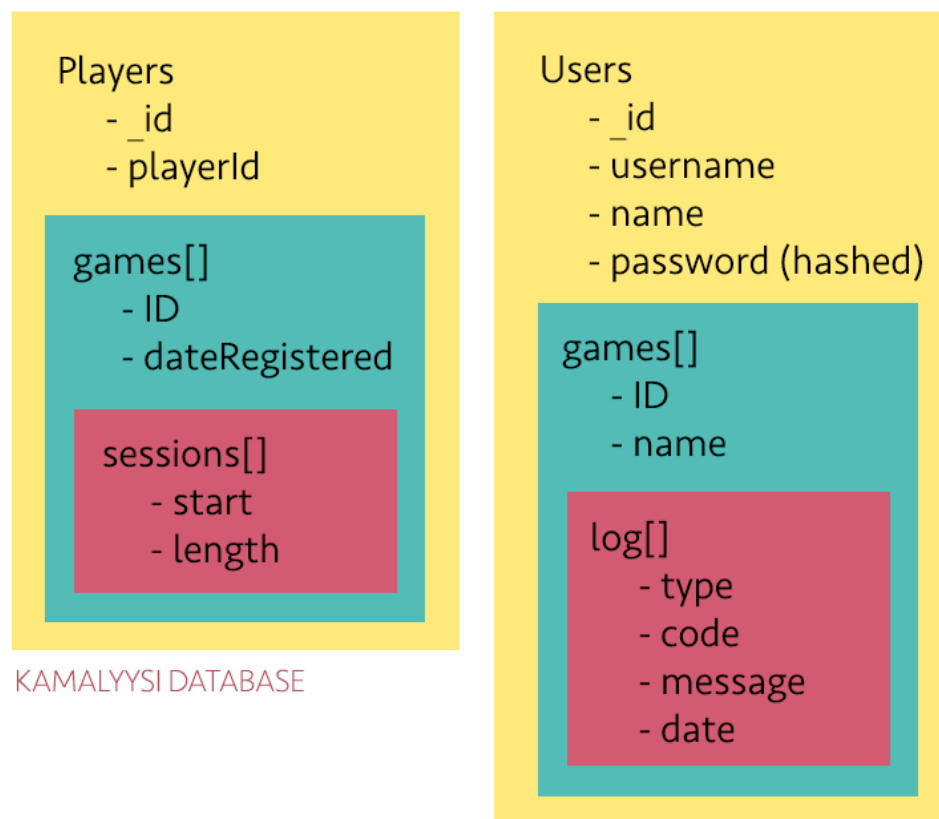 Players
- _id
- playerId
games[]
- ID
- dateRegistered
sessions[]
- start
- length
KAMALYYSI DATABASE
Users
- _id
- username
- name
- password (hashed)
games[]
- ID
- name
log[]
- type
- code
- message
- date